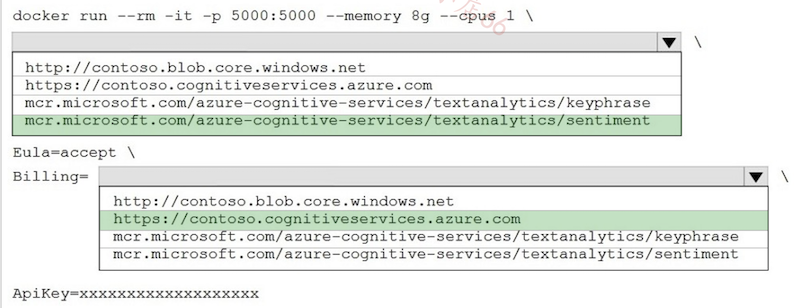 docker run --rm -it -p 5000:5000 --memory 8g --cpus 1 \
\
http://contoso.blob.core.windows.net
https://contoso.cognitiveservices.azure.com
mcr.microsoft.com/azure-cognitive-services/textanalytics/keyphrase
mcr.microsoft.com/azure-cognitive-services/textanalytics/sentiment
Eula=accept \
Billing= \
http://contoso.blob.core.windows.net
https://contoso.cognitiveservices.azure.com
mcr.microsoft.com/azure-cognitive-services/textanalytics/keyphrase
mcr.microsoft.com/azure-cognitive-services/textanalytics/sentiment
ApiKey=xxxxxxxxxxxxxxxxxxx